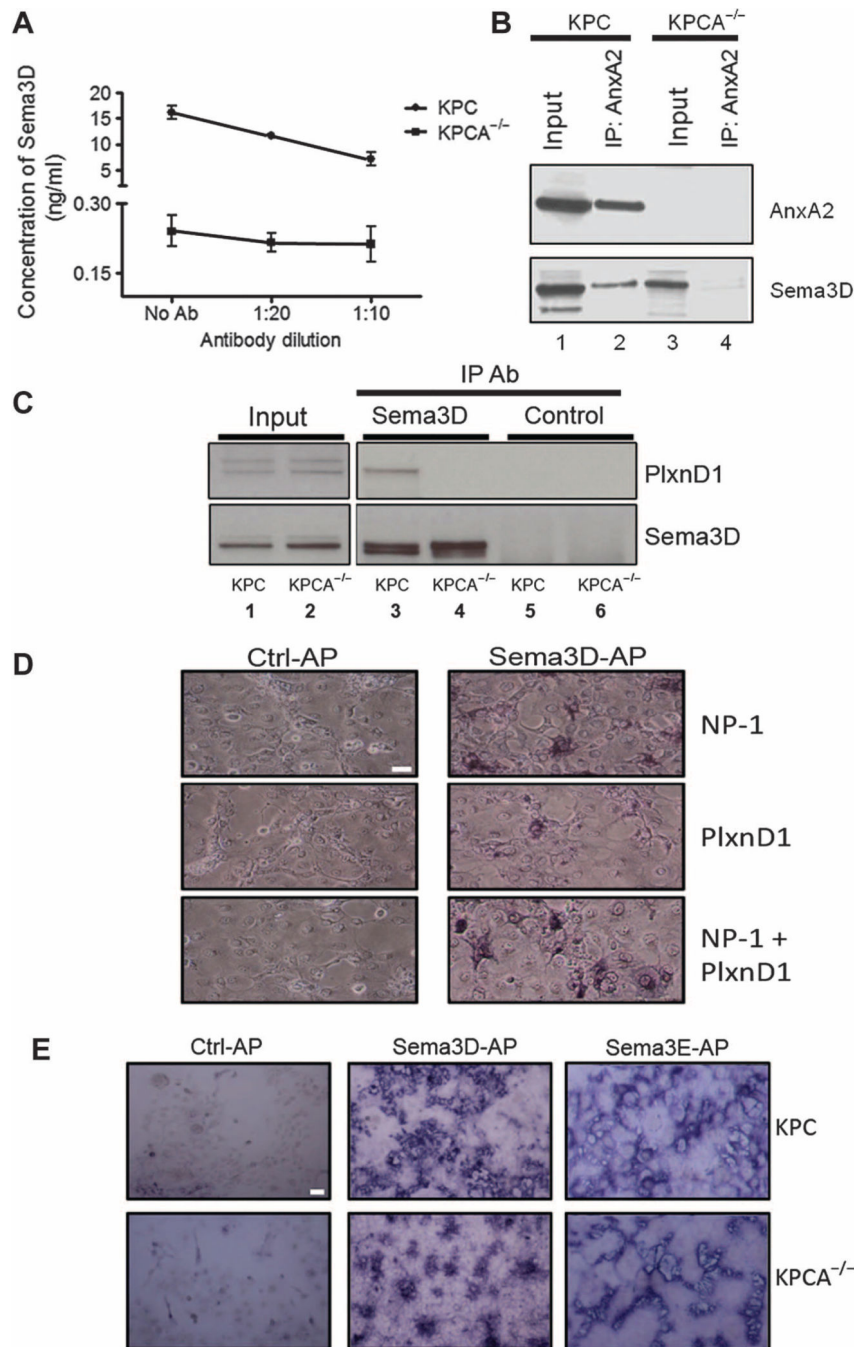 A
Concentration of Sema3D
(ng/ml)
20
15
10
5
0.30
0.15
No Ab
1:20
1:10
Antibody dilution
KPC
KPCA−/−
B
KPC
KPCA−/−
Input
IP: AnxA2
Input
IP: AnxA2
AnxA2
Sema3D
1 2 3 4
C
IP Ab
Input
Sema3D
Control
PlxnD1
Sema3D
KPC KPCA−/− KPC KPCA−/− KPC KPCA−/−
1 2 3 4 5 6
D
Ctrl-AP
Sema3D-AP
NP-1
PlxnD1
NP-1 +
PlxnD1
E
Ctrl-AP
Sema3D-AP
Sema3E-AP
KPC
KPCA−/−